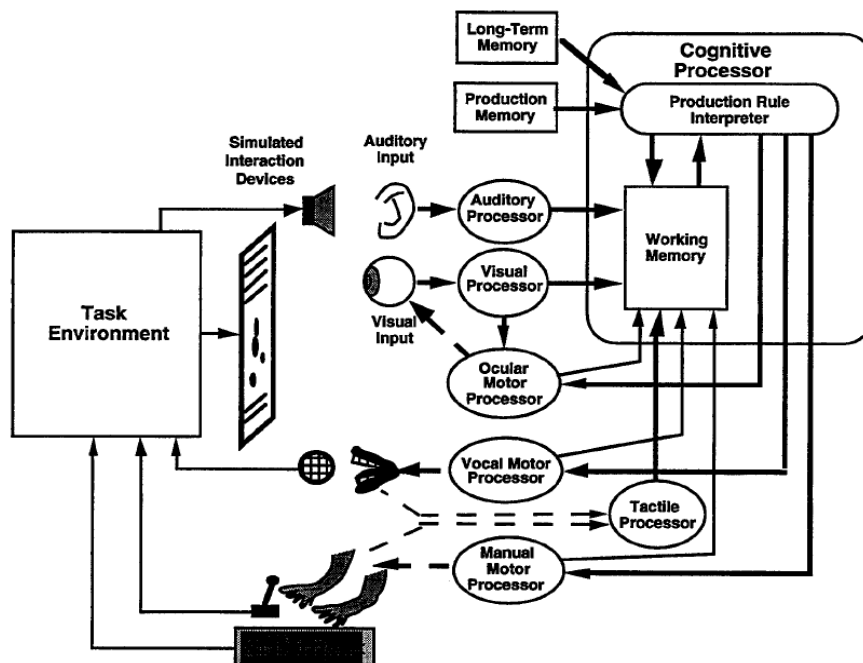 Long-Term
Memory
Cognitive
Processor
Production
Memory
Production Rule
Interpreter
Simulated
Interaction
Devices
Auditory
Input
Auditory
Processor
Working
Memory
Visual
Processor
Task
Environment
Visual
Input
Ocular
Motor
Processor
Vocal Motor
Processor
Tactile
Processor
Manual
Motor
Processor